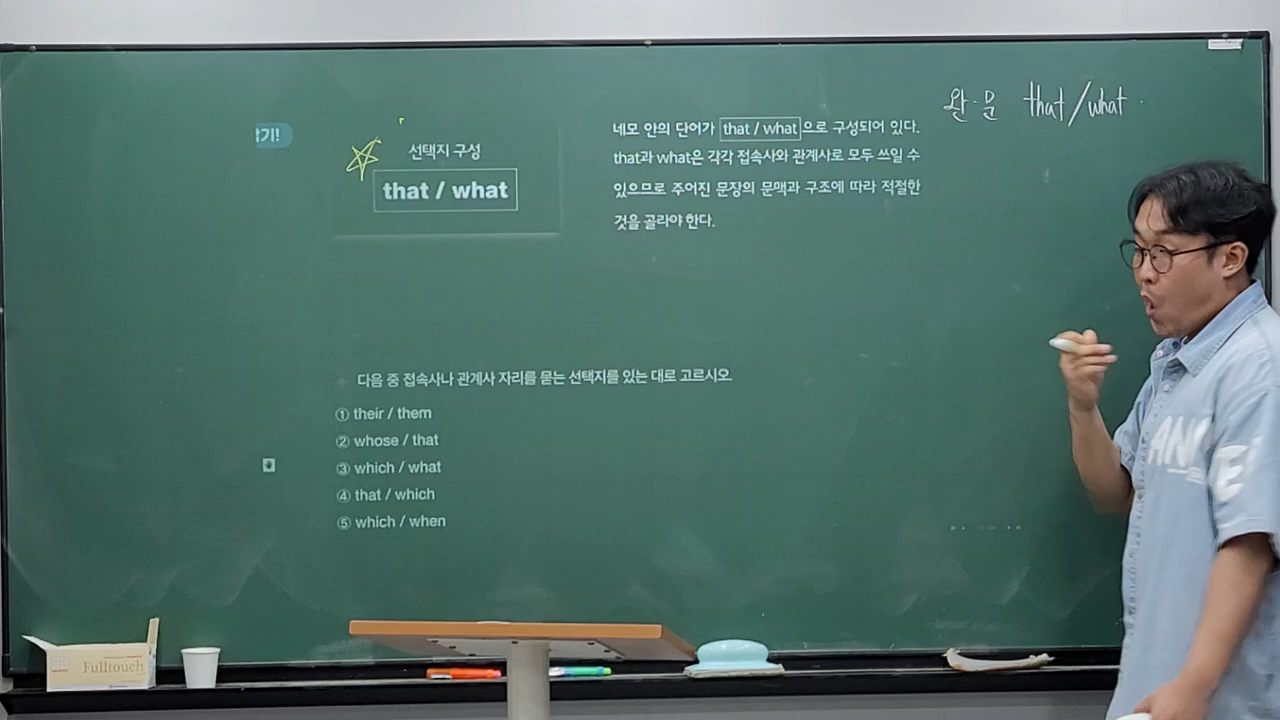 기!
선택지 구성
that / what
네모 안의 단어가 that / what으로 구성되어 있다.
that과 what은 각각 접속사와 관계사로 모두 쓰일 수
있으므로 주어진 문장의 문맥과 구조에 따라 적절한
것을 골라야 한다.
완·문 that/what
다음 중 접속사나 관계사 자리를 묻는 선택지를 있는 대로 고르시오.
① their / them
② whose / that
③ which / what
④ that / which
⑤ which / when
Fulltouch